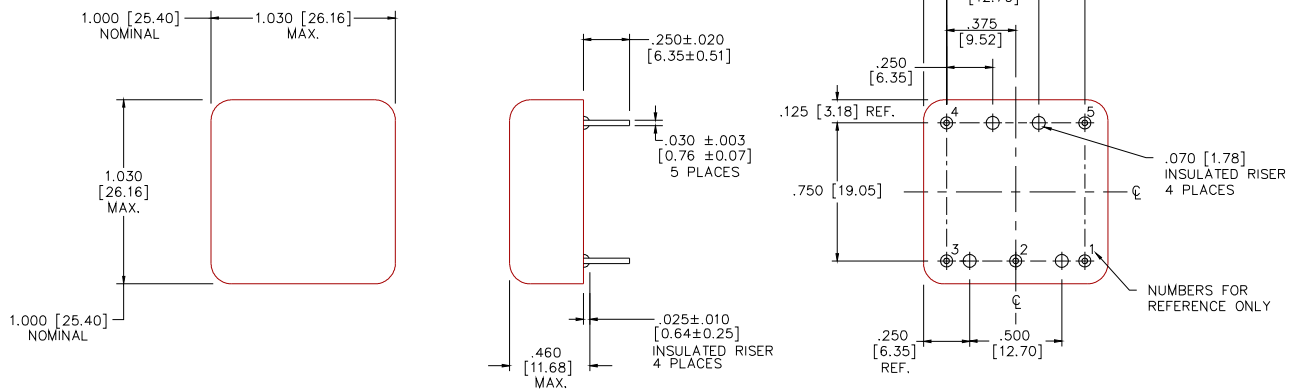 1.000 [25.40]
NOMINAL
1.030 [26.16]
MAX.
1.030
[26.16]
MAX.
1.000 [25.40]
NOMINAL
.250±.020
[6.35±0.51]
.030 ±.003
[0.76 ±0.07]
5 PLACES
.025±.010
[0.64±0.25]
INSULATED RISER
4 PLACES
.460
[11.68]
MAX.
.375
[9.52]
.250
[6.35]
.125 [3.18] REF.
4
5
.070 [1.78]
INSULATED RISER
4 PLACES
.750 [19.05]
℄
3
2
1
NUMBERS FOR
REFERENCE ONLY
℄
.250
[6.35]
REF.
.500
[12.70]